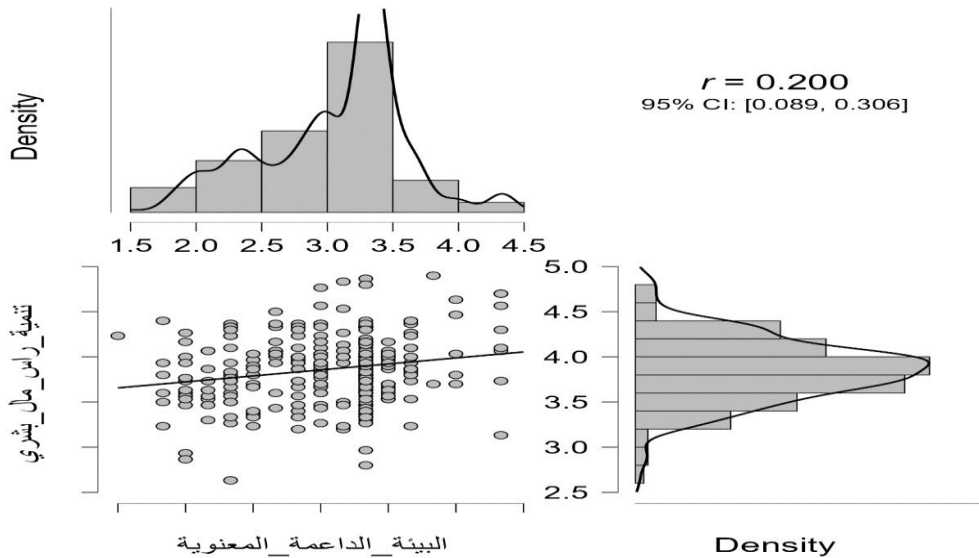 Density
r = 0.200
95% CI: [0.089, 0.306]
1.5 2.0 2.5 3.0 3.5 4.0 4.5
تنمية_راس_مال_بشري
5.0
4.5
4.0
3.5
3.0
2.5
البيئة_الداعمة_المعنوية
Density